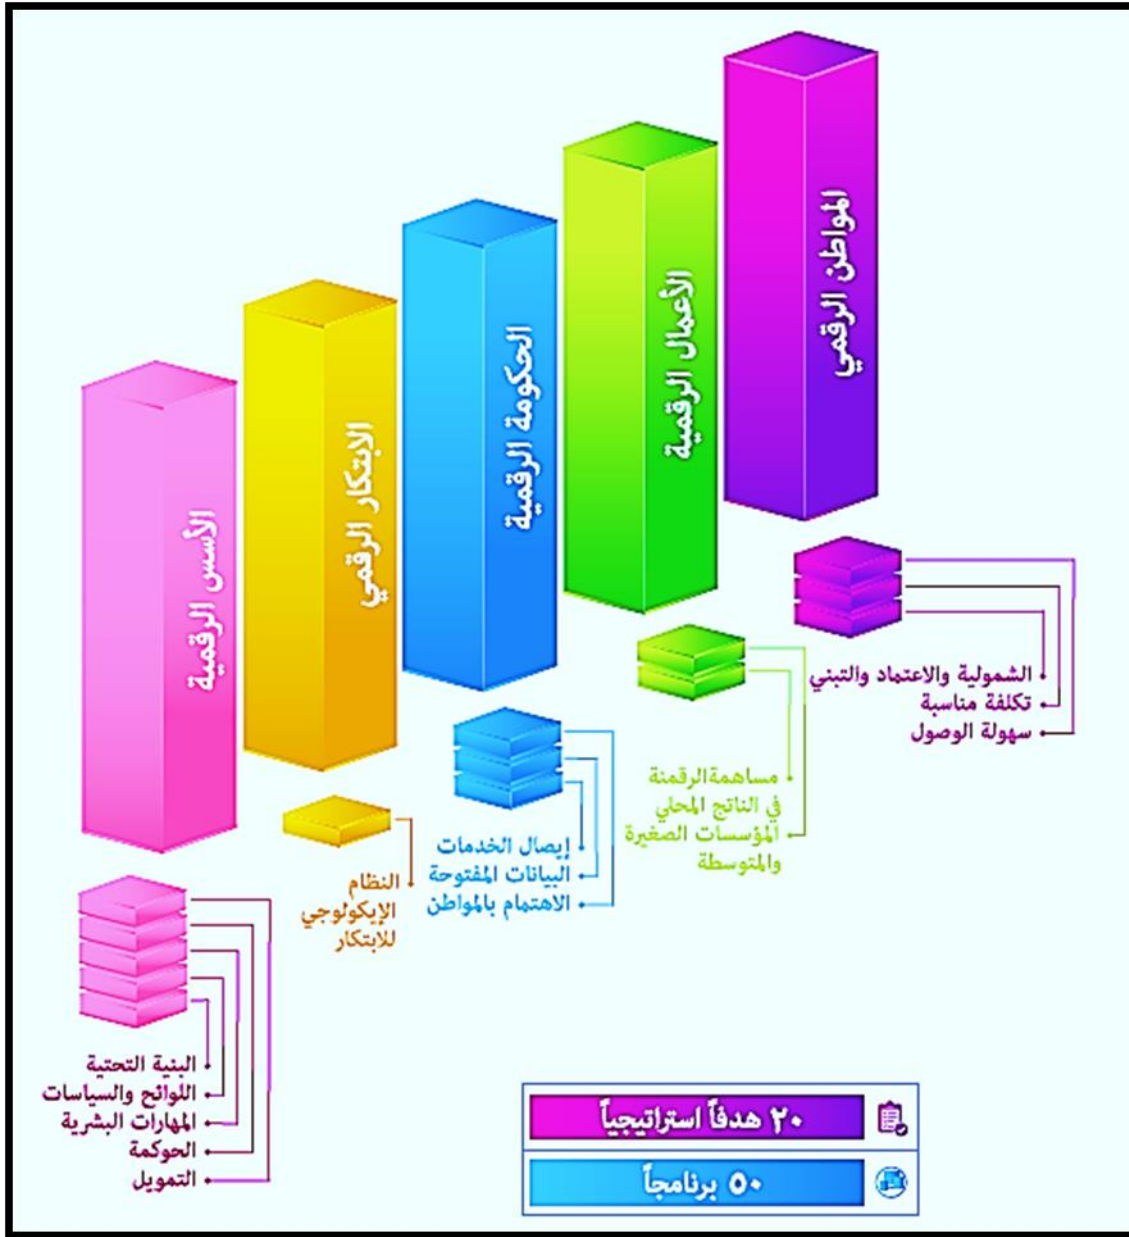 المواطن الرقمي
الشمولية والاعتماد والتبني
تكلفة مناسبة
سهولة الوصول
الأعمال الرقمية
مساهمةالرقمنة
في الناتج المحلي
المؤسسات الصغيرة
والمتوسطة
الحكومة الرقمية
إيصال الخدمات
البيانات المفتوحة
الاهتمام بالمواطن
الابتكار الرقمي
النظام
الإيكولوجي
للابتكار
الأسس الرقمية
البنية التحتية
اللوائح والسياسات
المهارات البشرية
الحوكمة
التمويل
٢٠ هدفاً استراتيجياً
٥٠ برنامجاً